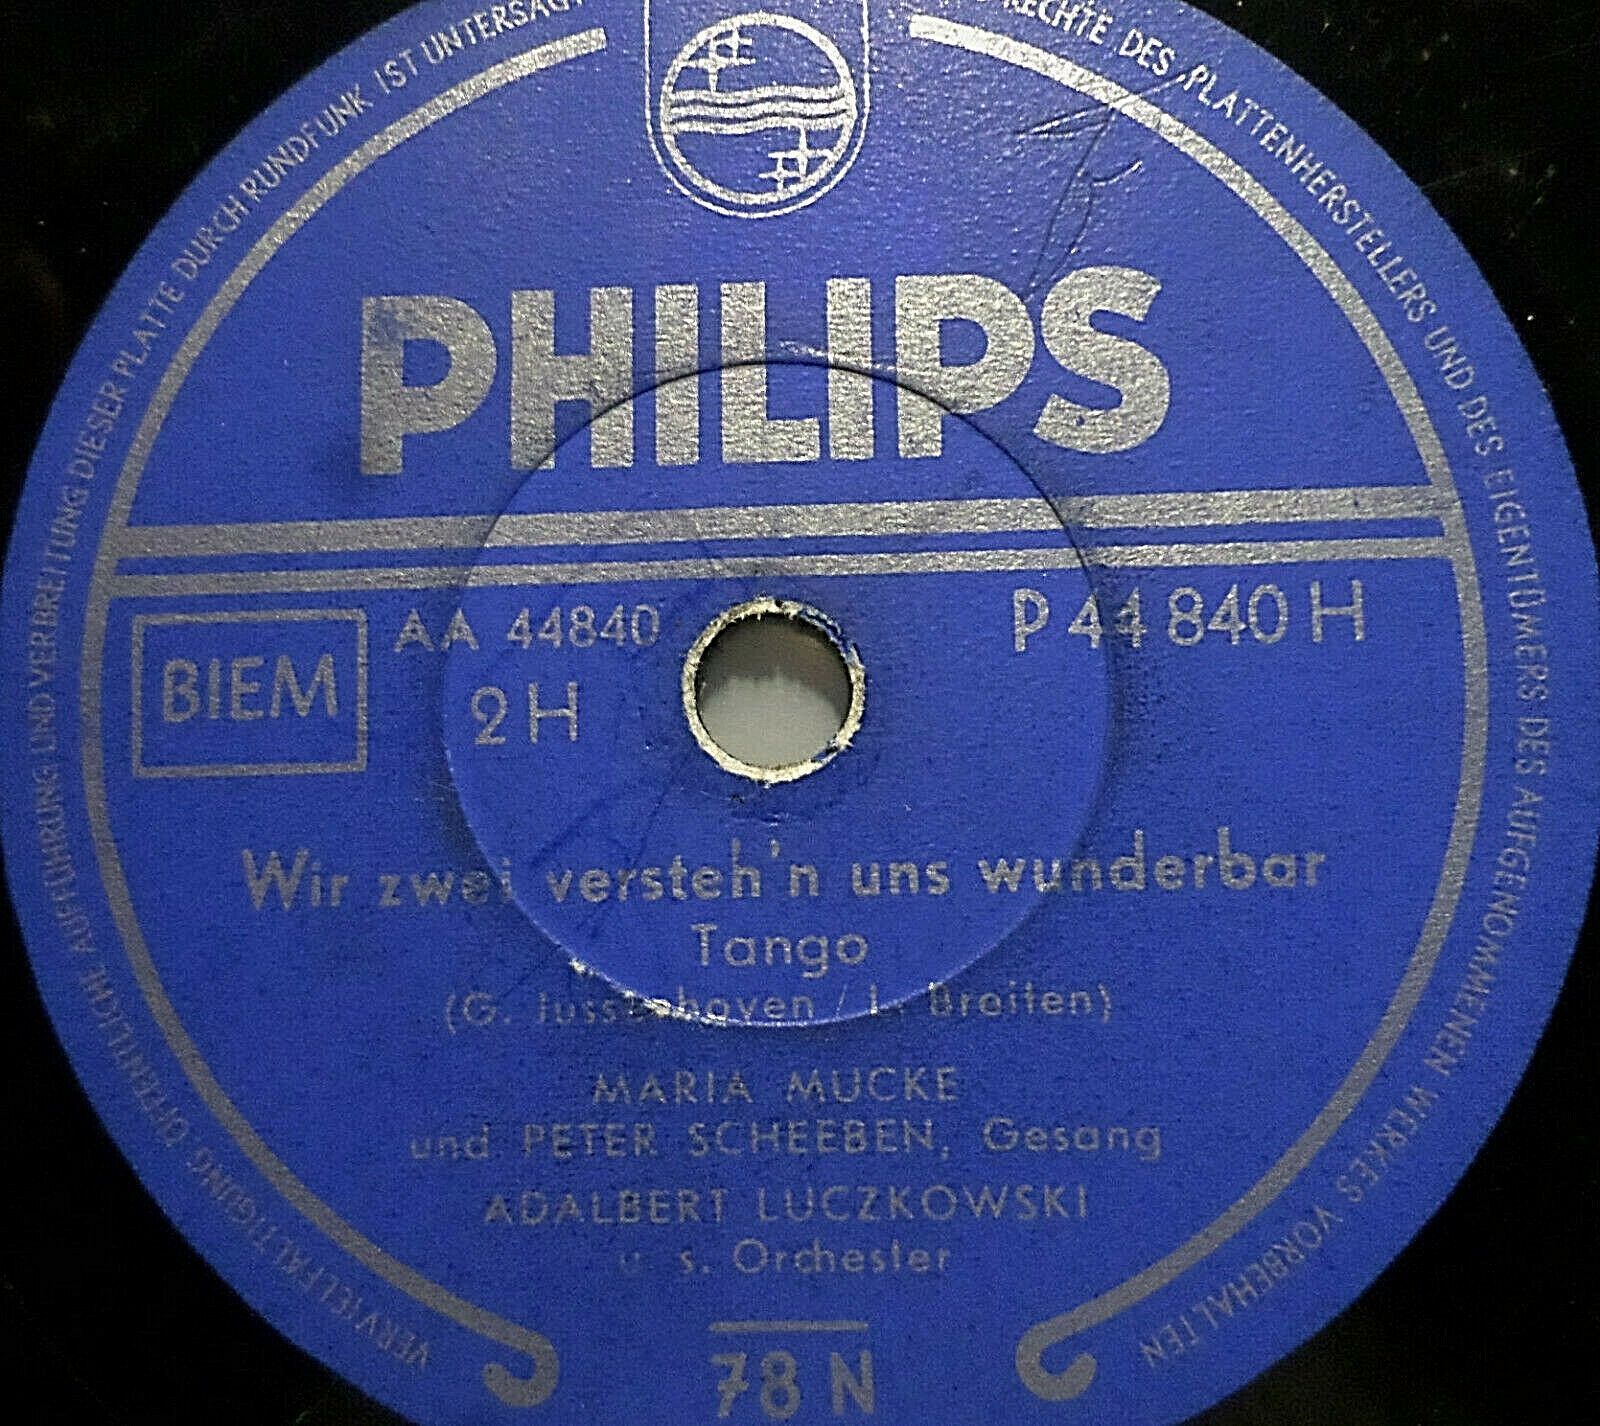 VERVIELFÄLTIGUNG, ÖFFENTLICHE AUFFÜHRUNG UND VERBREITUNG DIESER PLATTE DURCH RUNDFUNK IST UNTERSAGT
RECHTE DES PLATTENHERSTELLERS UND DES EIGENTÜMERS DES AUFGENOMMENEN WERKES VORBEHALTEN
PHILIPS
BIEM
AA 44840
2 H
P 44 840 H
Wir zwei versteh'n uns wunderbar
Tango
(G. Jussenhoven / L. Braiten)
MARIA MUCKE
und PETER SCHEEBEN, Gesang
ADALBERT LUCZKOWSKI
u. s. Orchester
78 N